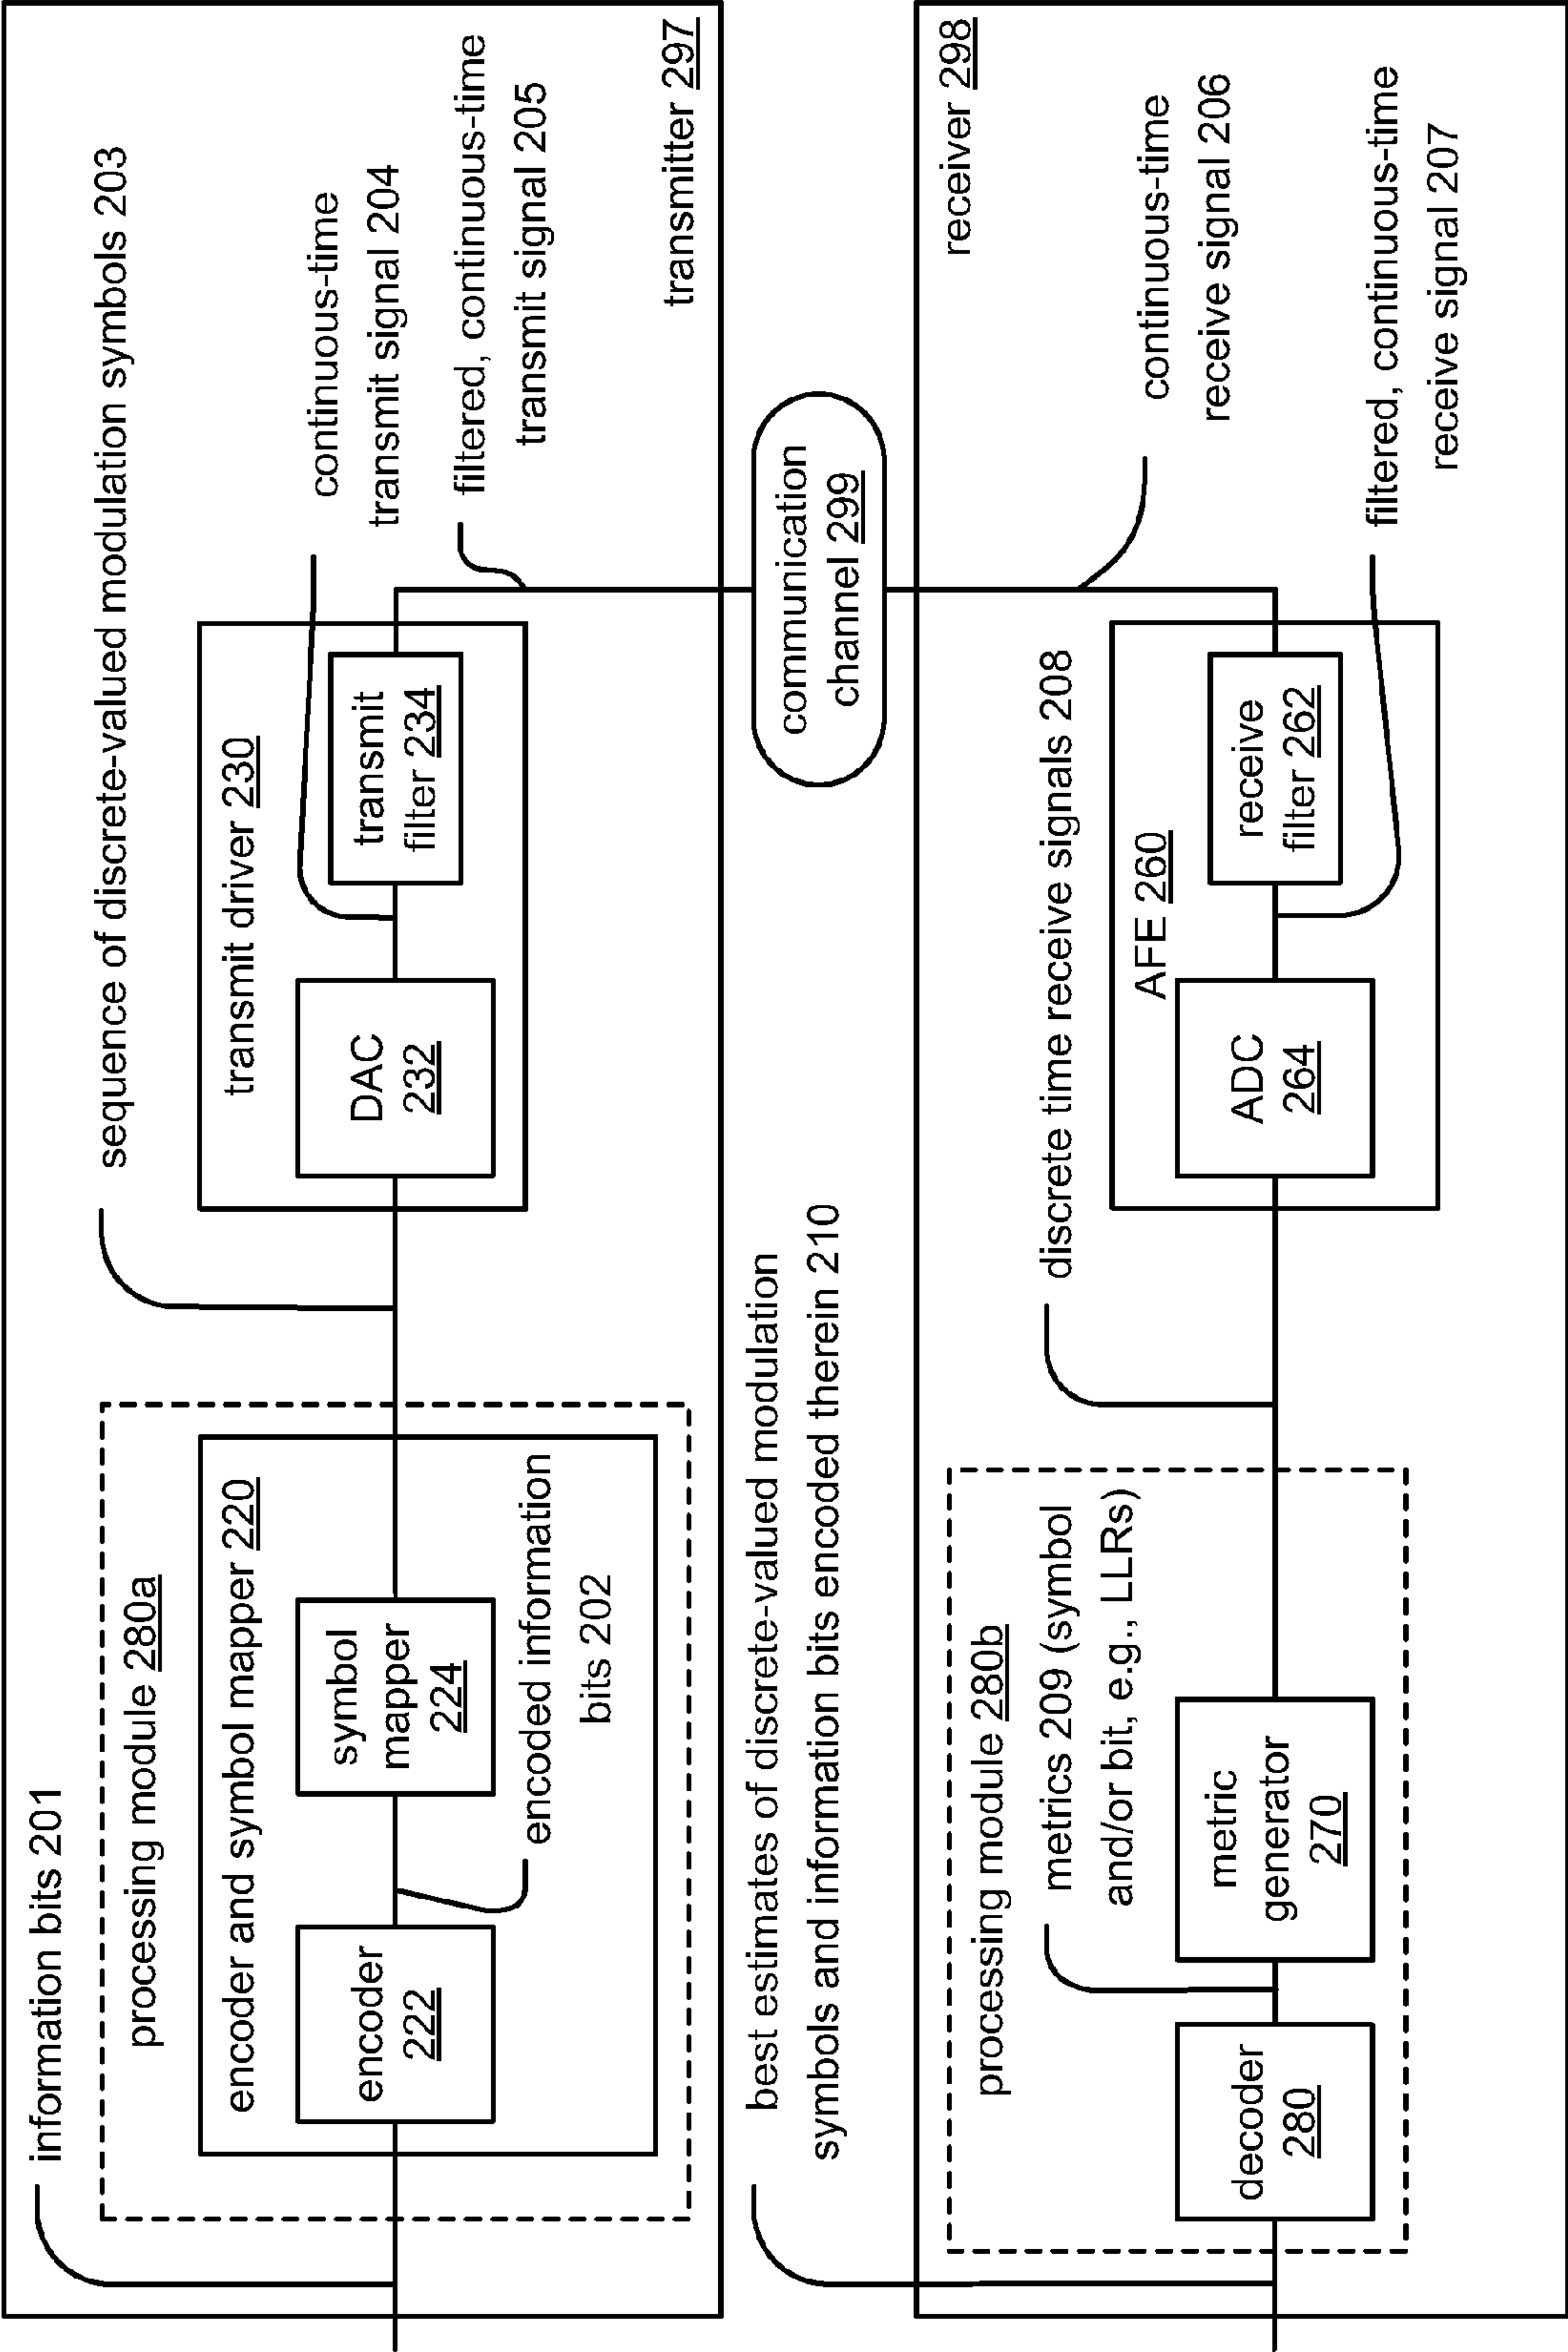 information bits 201
sequence of discrete-valued modulation symbols 203
processing module 280a
encoder and symbol mapper 220
encoder
222
symbol
mapper
224
encoded information
bits 202
transmit driver 230
DAC
232
transmit
filter 234
continuous-time
transmit signal 204
filtered, continuous-time
transmit signal 205
transmitter 297
communication
channel 299
best estimates of discrete-valued modulation
symbols and information bits encoded therein 210
receiver 298
processing module 280b
metrics 209 (symbol
and/or bit, e.g., LLRs)
decoder
280
metric
generator
270
discrete time receive signals 208
AFE 260
ADC
264
receive
filter 262
continuous-time
receive signal 206
filtered, continuous-time
receive signal 207